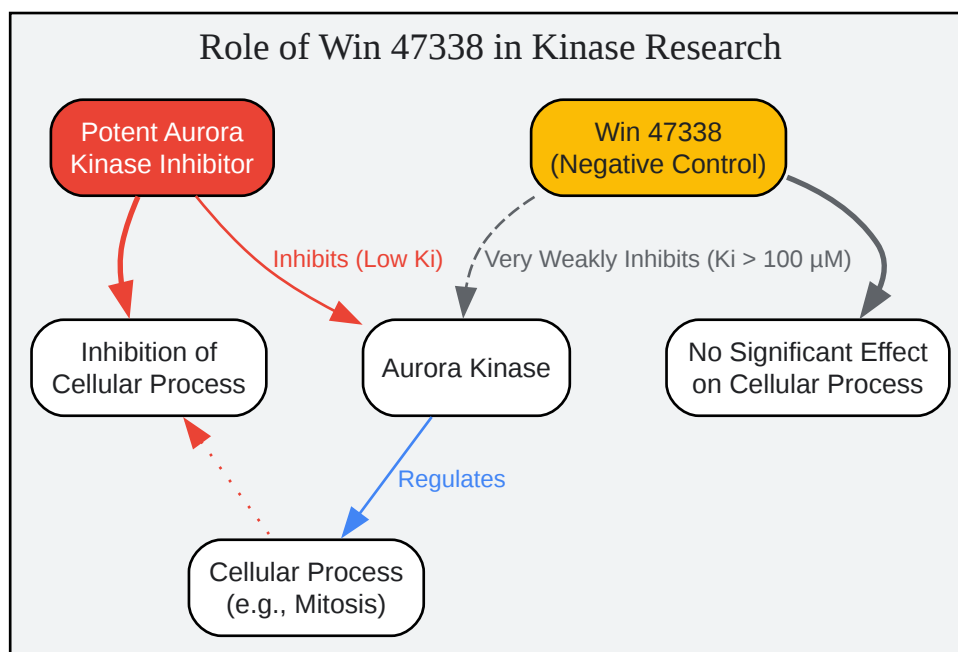 Role of Win 47338 in Kinase Research
Potent Aurora
Kinase Inhibitor
Win 47338
(Negative Control)
Inhibits (Low Ki)
Very Weakly Inhibits (Ki > 100 µM)
Inhibition of
Cellular Process
Aurora Kinase
No Significant Effect
on Cellular Process
Regulates
Cellular Process
(e.g., Mitosis)